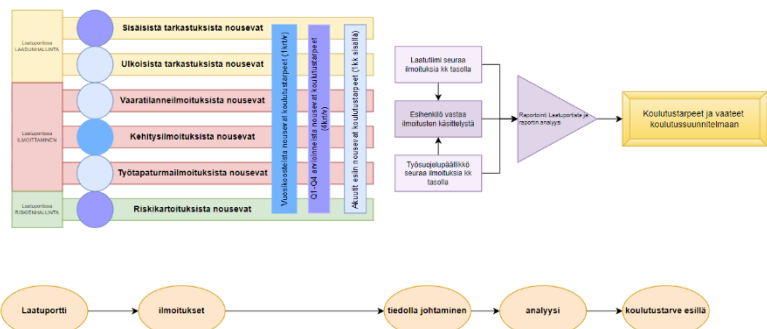 Laatuportissa
LAADUNHALLINTA
Sisäisistä tarkastuksista nousevat
Ulkoisista tarkastuksista nousevat
Laatuportissa
ILMOITTAMINEN
Vaaratilanneilmoituksista nousevat
Kehitysilmoituksista nousevat
Työtapaturmailmoituksista nousevat
Laatuportissa
RISKIENHALLINTA
Riskikartoituksista nousevat
Vuosikoosteista nousevat koulutustarpeet (1krt/v)
Q1-Q4 arvioinneista nousevat koulutustarpeet
(4krt/v)
Akuutit esiin nousevat koulutustarpeet (1kk sisällä)
Laatutiimi seuraa
ilmoituksia kk tasolla
Esihenkilö vastaa
ilmoitusten käsittelystä
Työsuojelupäällikkö
seuraa ilmoituksia kk
tasolla
Raportointi Laatuportista ja
raportin analyysi
Koulutustarpeet ja vaateet
koulutussuunnitelmaan
Laatuportti
ilmoitukset
tiedolla johtaminen
analyysi
koulutustarve esillä